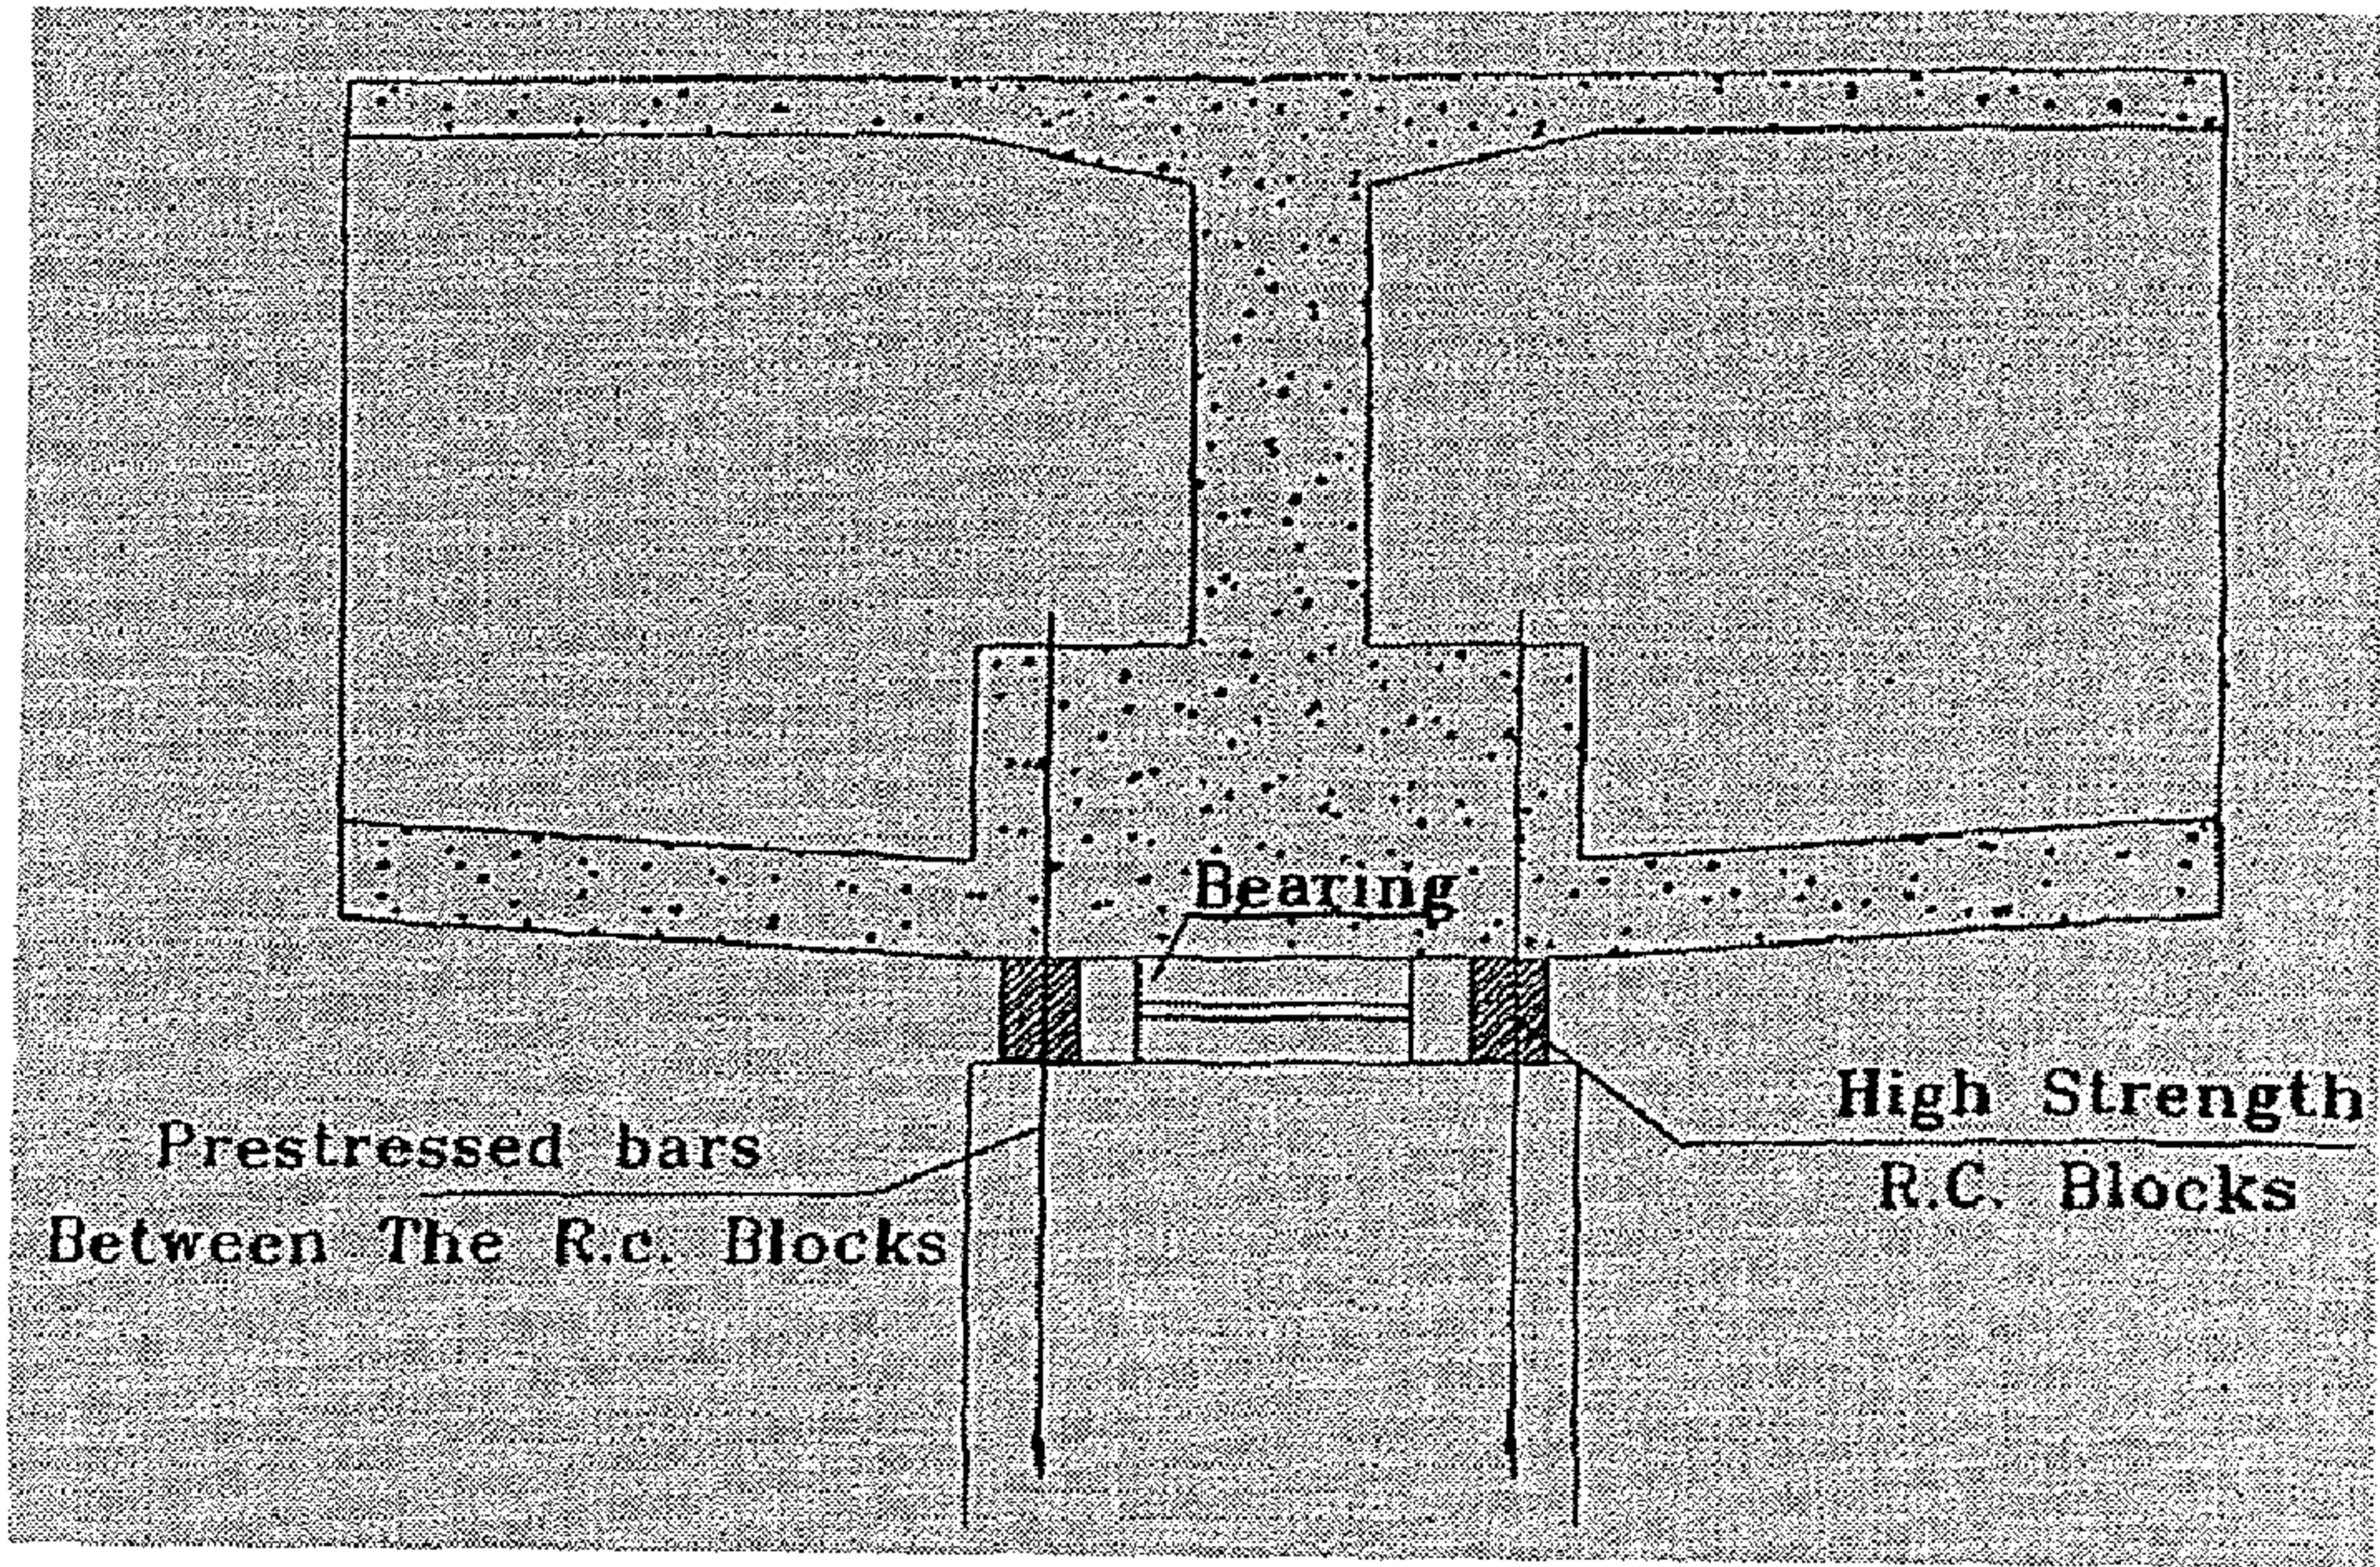 Bearing
High Strength
R.C. Blocks
Prestressed bars
Between The R.c. Blocks